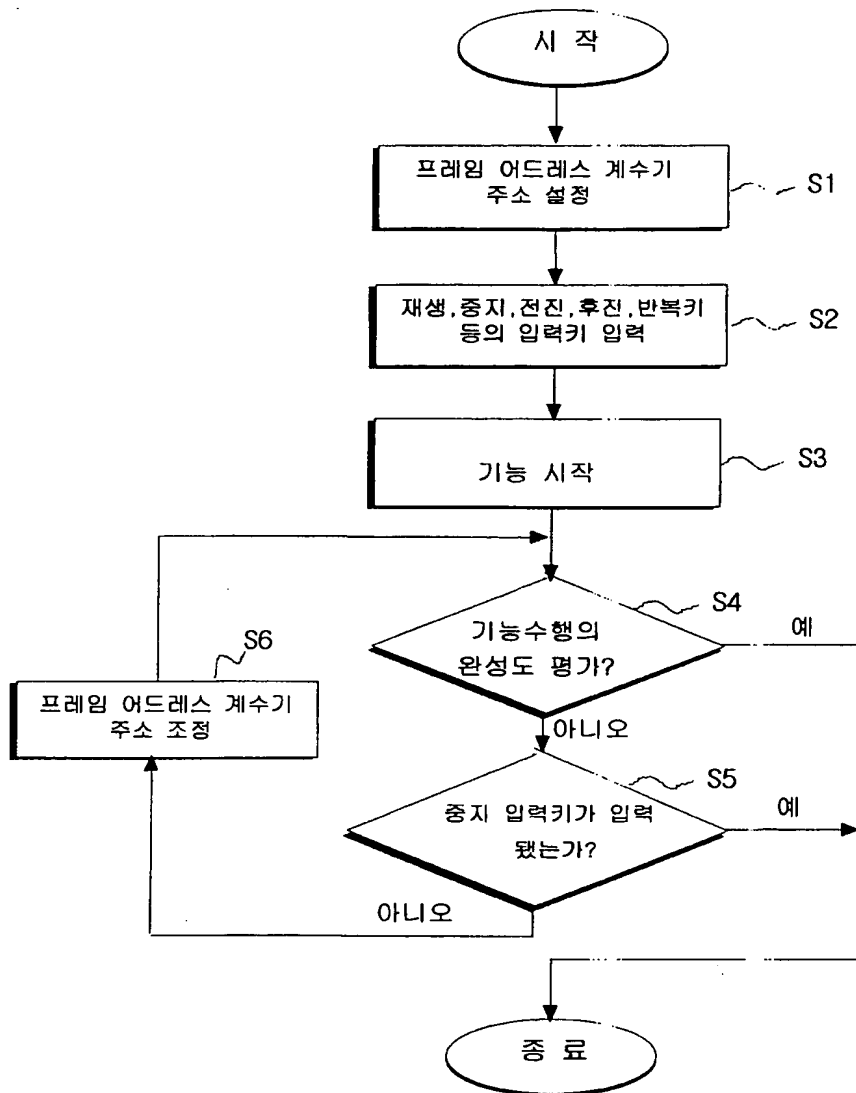 시 작
프레임 어드레스 계수기
주소 설정
S1
재생,중지,전진,후진,반복키
등의 입력키 입력
S2
기능 시작
S3
기능수행의
완성도 평가?
S4
예
아니오
S6
프레임 어드레스 계수기
주소 조정
중지 입력키가 입력
됐는가?
S5
예
아니오
종 료